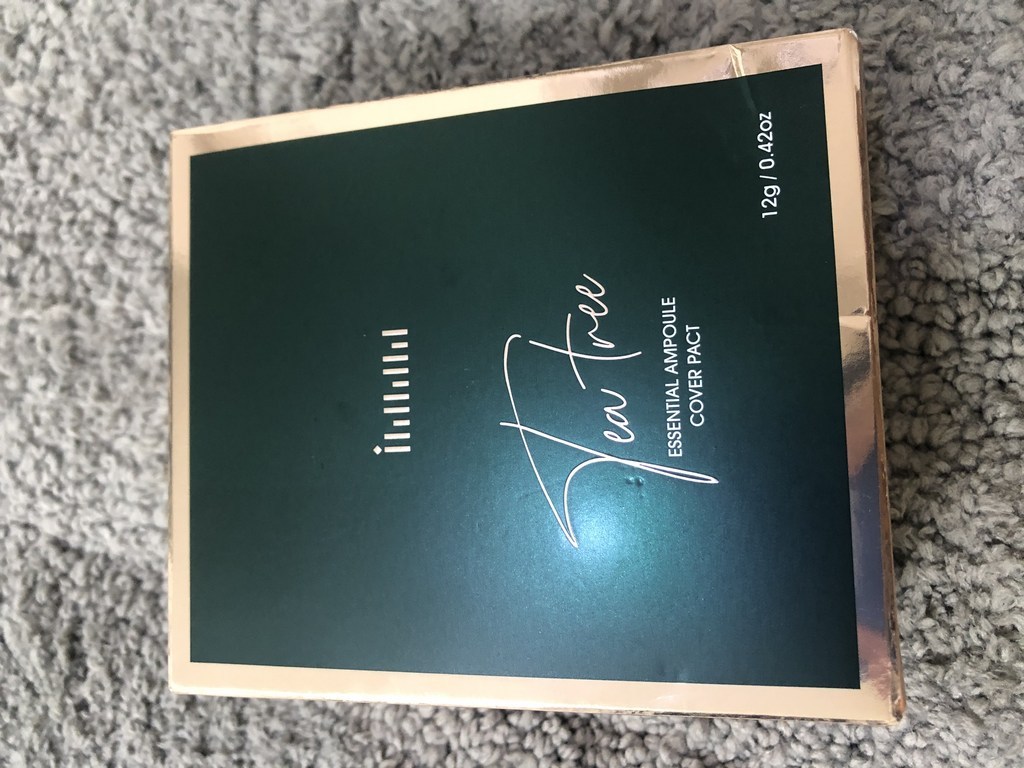 Tea Tree
ESSENTIAL AMPOULE
COVER PACT
12g / 0.42oz